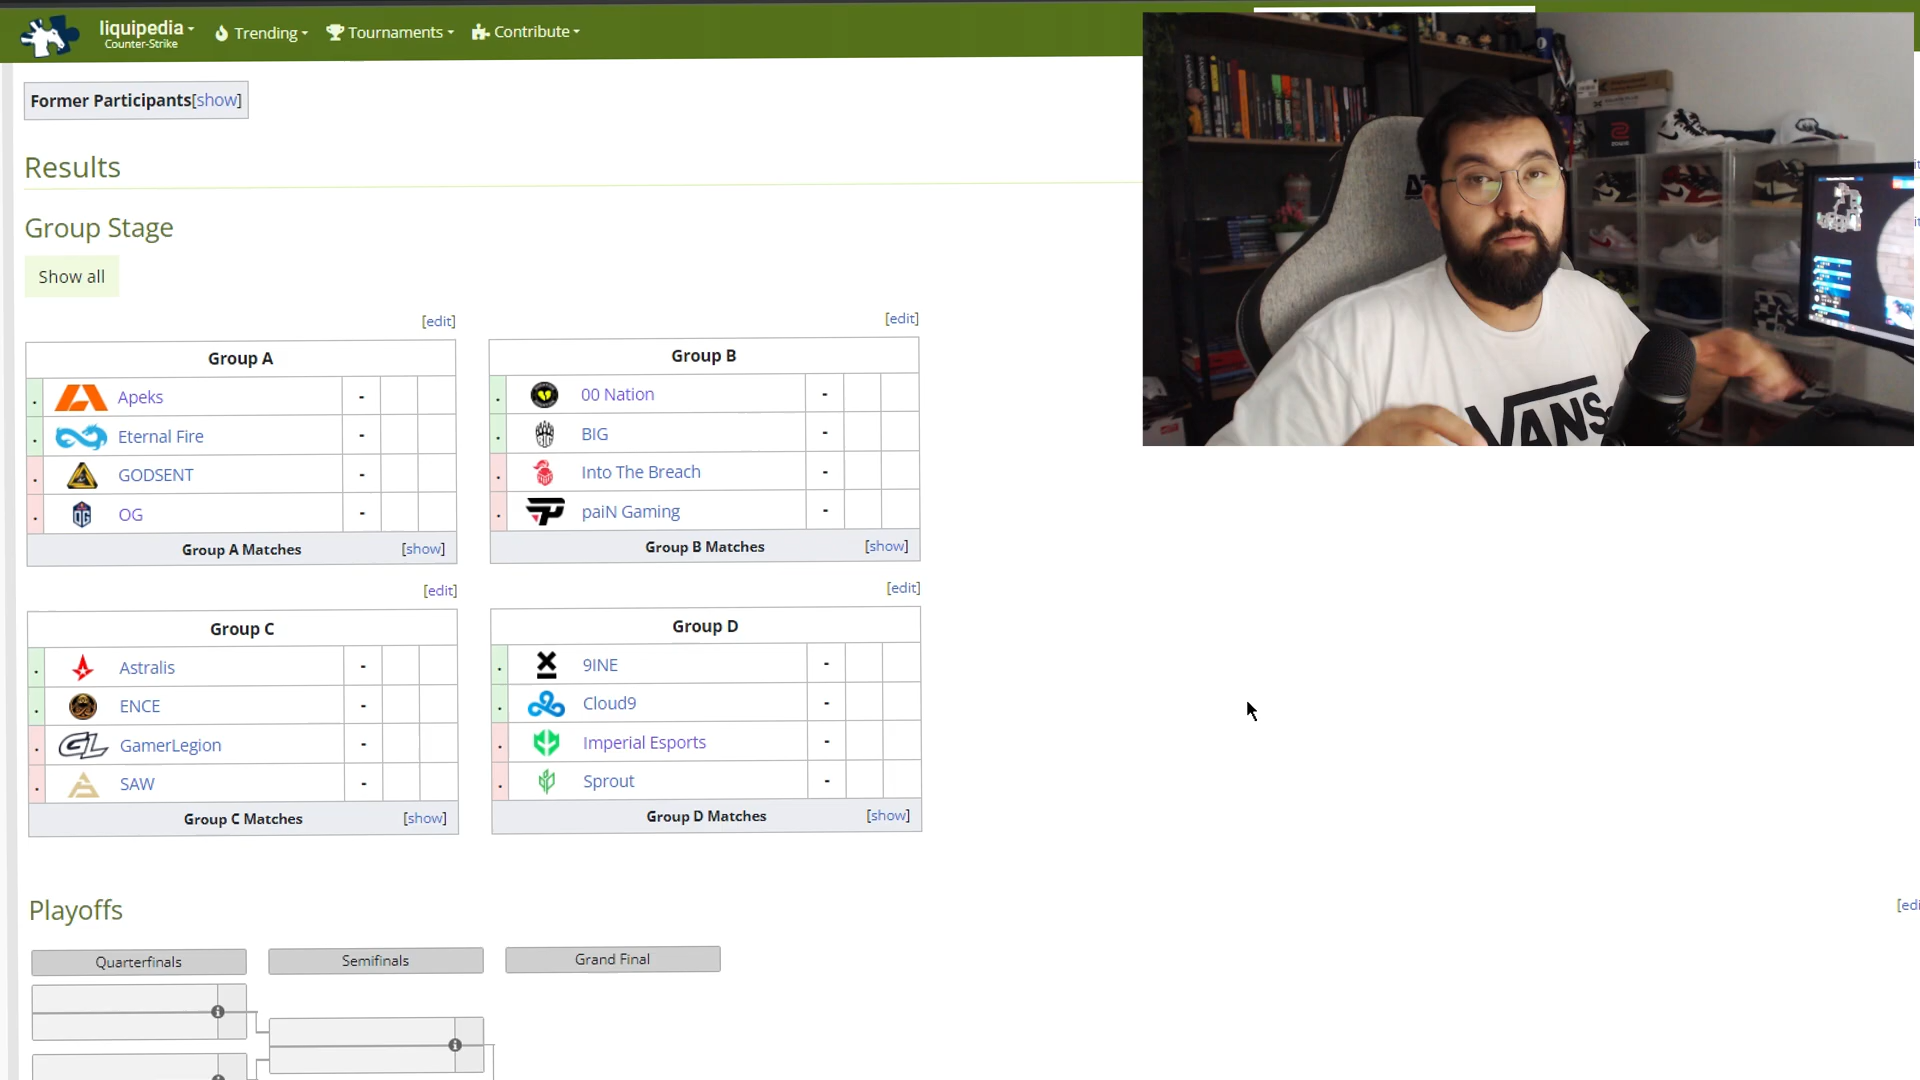 liquipedia
Counter-Strike
Trending
Tournaments
Contribute
Former Participants[show]
Results
Group Stage
Show all
[edit]
[edit]
Group A
. Apeks -
. Eternal Fire -
. GODSENT -
. OG -
Group A Matches [show]
Group B
. 00 Nation -
. BIG -
. Into The Breach -
. paiN Gaming -
Group B Matches [show]
[edit]
[edit]
Group C
. Astralis -
. ENCE -
. GamerLegion -
. SAW -
Group C Matches [show]
Group D
. 9INE -
. Cloud9 -
. Imperial Esports -
. Sprout -
Group D Matches [show]
Playoffs
Quarterfinals
Semifinals
Grand Final
VANS